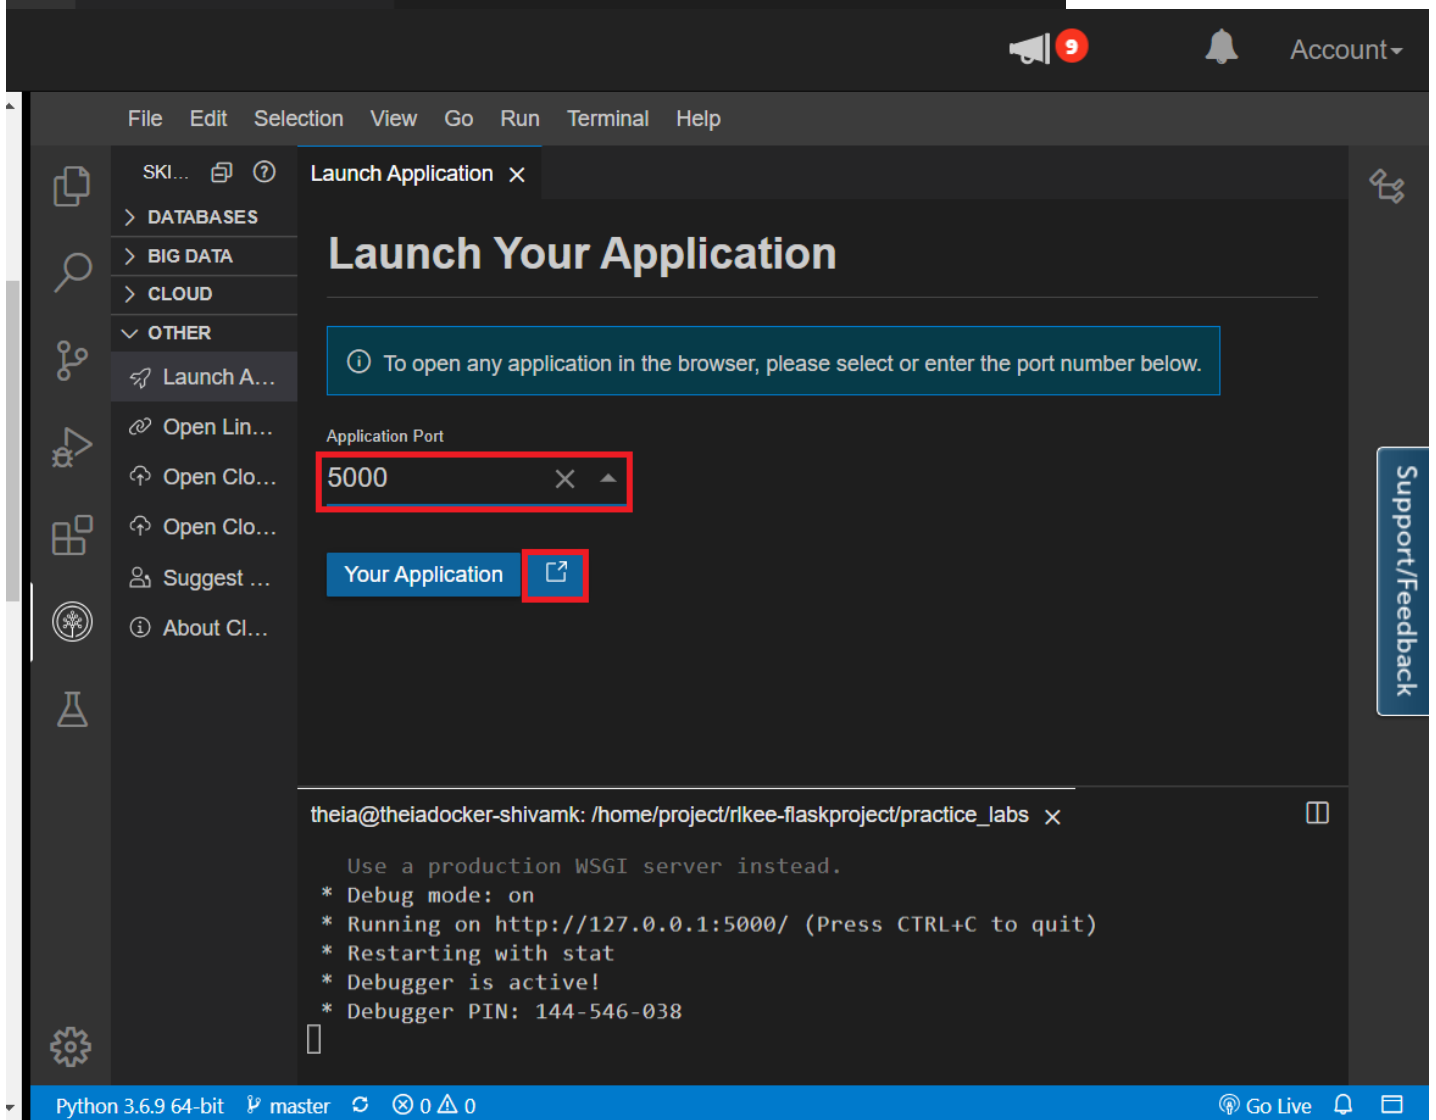 9
Account
File Edit Selection View Go Run Terminal Help
SKI...
Launch Application
DATABASES
BIG DATA
CLOUD
OTHER
Launch A...
Open Lin...
Open Clo...
Open Clo...
Suggest ...
About Cl...
Launch Your Application
To open any application in the browser, please select or enter the port number below.
Application Port
5000
Your Application
Support/Feedback
theia@theiadocker-shivamk: /home/project/rlkee-flaskproject/practice_labs
Use a production WSGI server instead.
* Debug mode: on
* Running on http://127.0.0.1:5000/ (Press CTRL+C to quit)
* Restarting with stat
* Debugger is active!
* Debugger PIN: 144-546-038
Python 3.6.9 64-bit master 0 0 Go Live